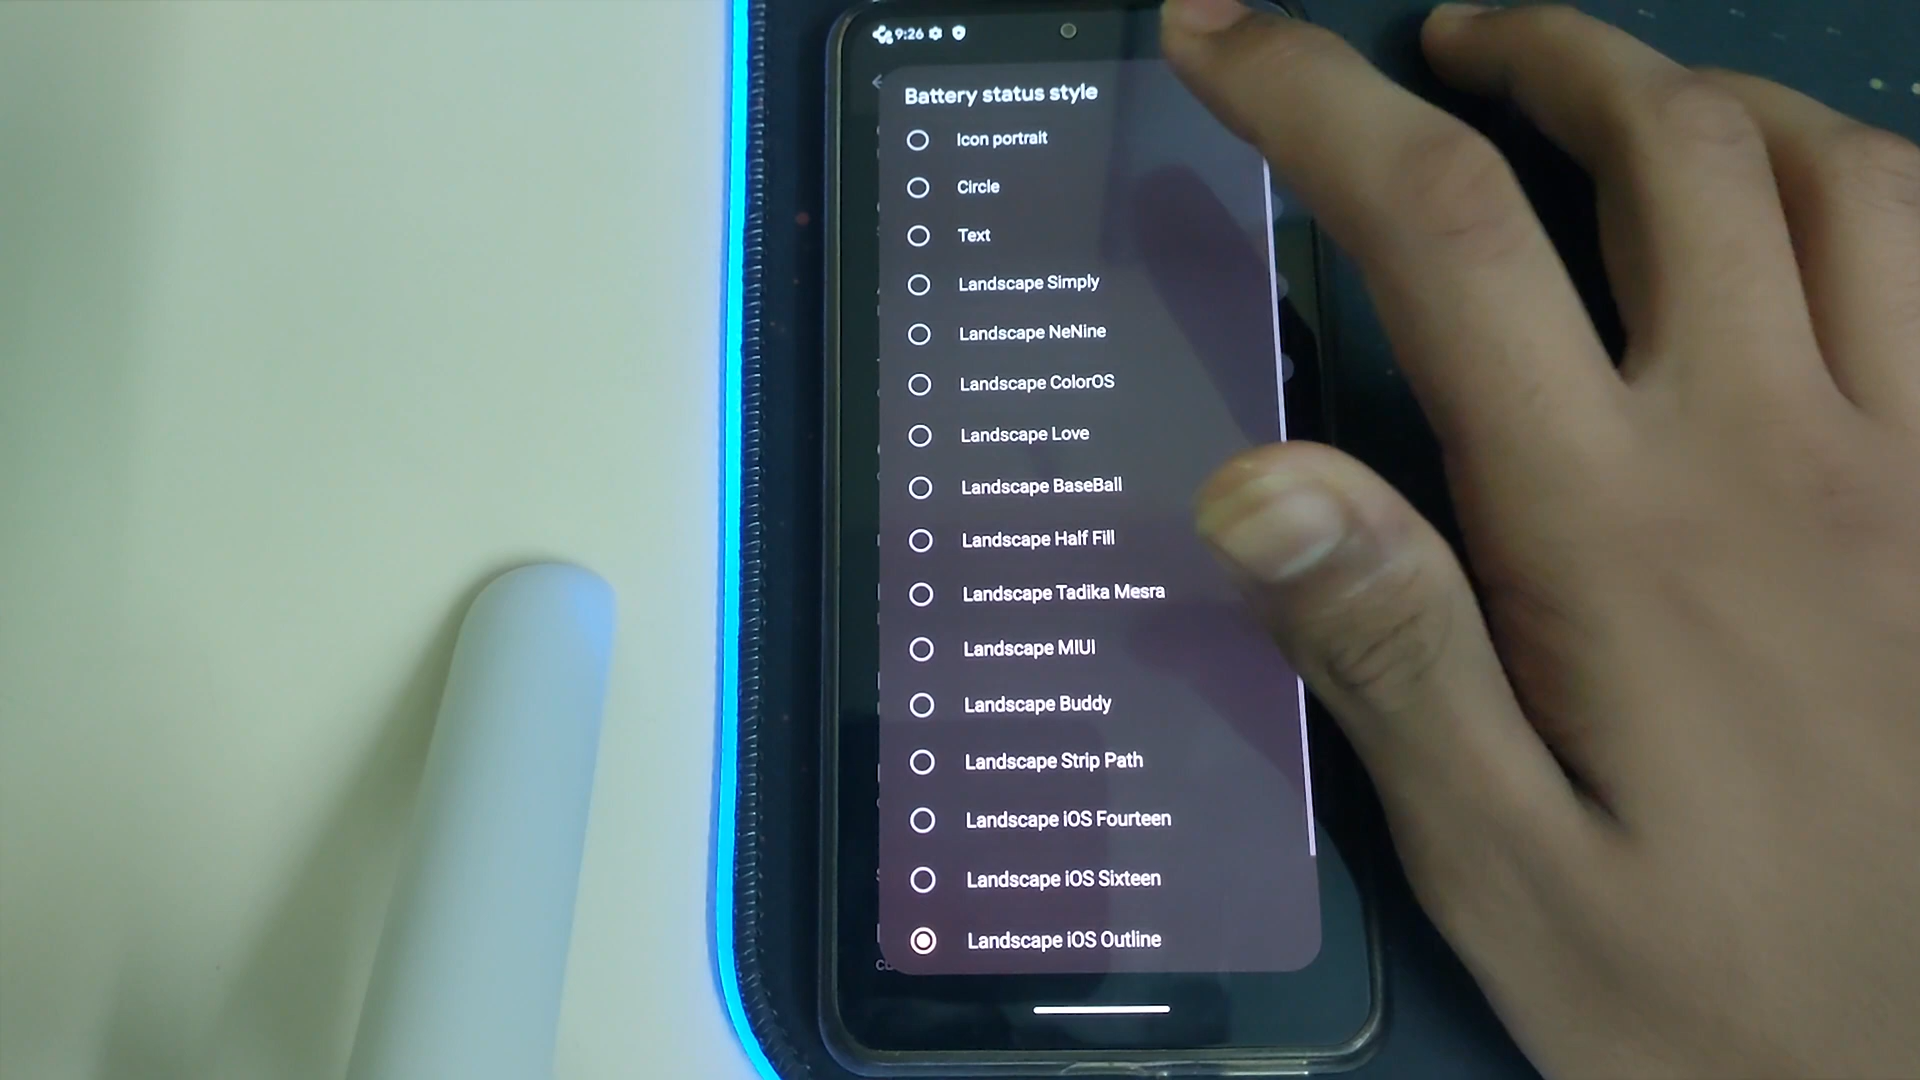 9:26
Battery status style
Icon portrait
Circle
Text
Landscape Simply
Landscape NeNine
Landscape ColorOS
Landscape Love
Landscape BaseBall
Landscape Half Fill
Landscape Tadika Mesra
Landscape MIUI
Landscape Buddy
Landscape Strip Path
Landscape iOS Fourteen
Landscape iOS Sixteen
Landscape iOS Outline